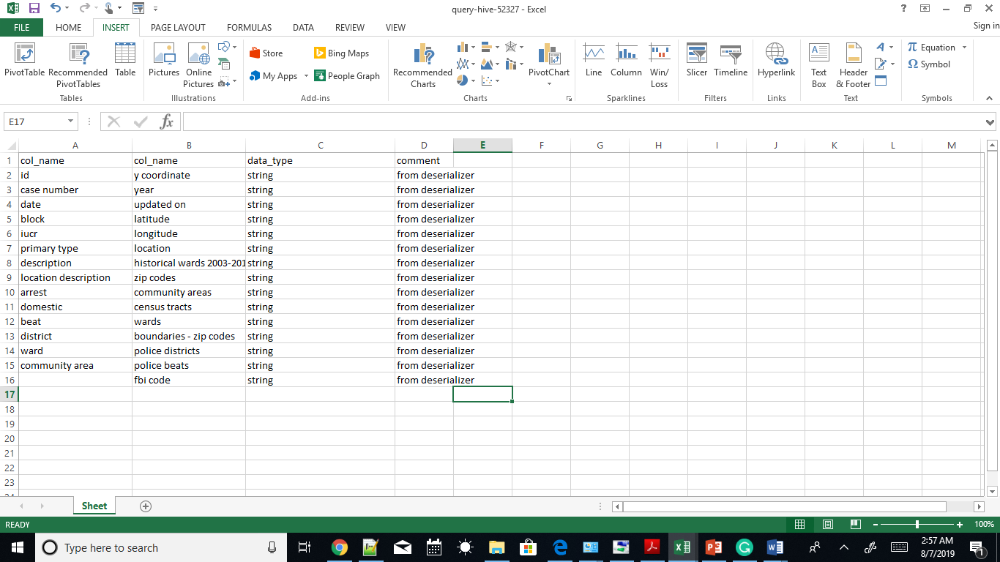 query-hive-52327 - Excel
Sign in
FILE HOME INSERT PAGE LAYOUT FORMULAS DATA REVIEW VIEW
PivotTable Recommended PivotTables Table
Tables
Pictures Online Pictures
Illustrations
Store
My Apps
Bing Maps
People Graph
Add-ins
Recommended Charts
PivotChart
Charts
Line Column Win/Loss
Sparklines
Slicer Timeline
Filters
Hyperlink
Links
Text Box Header & Footer
Text
Equation
Symbol
Symbols
E17 fx
A B C D E F G H I J K L M
1 col_name col_name data_type comment
2 id y coordinate string from deserializer
3 case number year string from deserializer
4 date updated on string from deserializer
5 block latitude string from deserializer
6 iucr longitude string from deserializer
7 primary type location string from deserializer
8 description historical wards 2003-201 string from deserializer
9 location description zip codes string from deserializer
10 arrest community areas string from deserializer
11 domestic census tracts string from deserializer
12 beat wards string from deserializer
13 district boundaries - zip codes string from deserializer
14 ward police districts string from deserializer
15 community area police beats string from deserializer
16 fbi code string from deserializer
17
18
19
20
21
22
23
24
Sheet
READY 100%
Type here to search
2:57 AM
8/7/2019
1